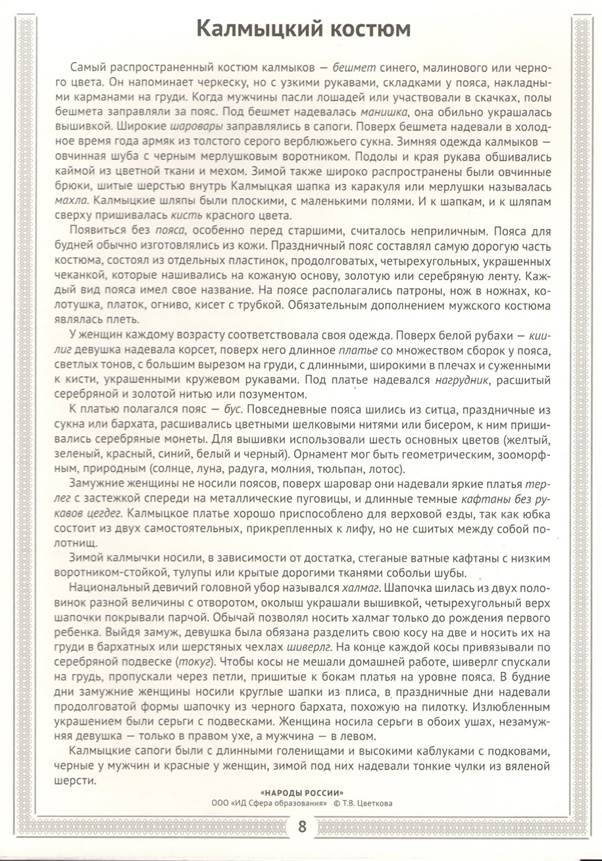 Калмыцкий костюм
Самый распространенный костюм калмыков — бешмет синего, малинового или черно-
го цвета. Он напоминает черкеску, но с узкими рукавами, складками у пояса, накладны-
ми карманами на груди. Когда мужчины пасли лошадей или участвовали в скачках, полы
бешмета заправляли за пояс. Под бешмет надевалась манишка, она обильно украшалась
вышивкой. Широкие шаровары заправлялись в сапоги. Поверх бешмета надевали в холод-
ное время года армяк из толстого серого верблюжьего сукна. Зимняя одежда калмыков —
овчинная шуба с черным мерлушковым воротником. Подолы и края рукава обшивались
каймой из цветной ткани и мехом. Зимой также широко распространены были овчинные
брюки, шитые шерстью внутрь Калмыцкая шапка из каракуля или мерлушки называлась
махла. Калмыцкие шляпы были плоскими, с маленькими полями. И к шапкам, и к шляпам
сверху пришивалась кисть красного цвета.
Появиться без пояса, особенно перед старшими, считалось неприличным. Пояса для
будней обычно изготовлялись из кожи. Праздничный пояс составлял самую дорогую часть
костюма, состоял из отдельных пластинок, продолговатых, четырехугольных, украшенных
чеканкой, которые нашивались на кожаную основу, золотую или серебряную ленту. Каж-
дый вид пояса имел свое название. На поясе располагались патроны, нож в ножнах, ко-
лотушка, платок, огниво, кисет с трубкой. Обязательным дополнением мужского костюма
являлась плеть.
У женщин каждому возрасту соответствовала своя одежда. Поверх белой рубахи — кии-
лиг девушка надевала корсет, поверх него длинное платье со множеством сборок у пояса,
светлых тонов, с большим вырезом на груди, с длинными, широкими в плечах и суженными
к кисти, украшенными кружевом рукавами. Под платье надевался нагрудник, расшитый
серебряной и золотой нитью или позументом.
К платью полагался пояс — бус. Повседневные пояса шились из ситца, праздничные из
сукна или бархата, расшивались цветными шелковыми нитями или бисером, к ним приши-
вались серебряные монеты. Для вышивки использовали шесть основных цветов (желтый,
зеленый, красный, синий, белый и черный). Орнамент мог быть геометрическим, зооморф-
ным, природным (солнце, луна, радуга, молния, тюльпан, лотос).
Замужние женщины не носили поясов, поверх шаровар они надевали яркие платья тер-
лег с застежкой спереди на металлические пуговицы, и длинные темные кафтаны без ру-
кавов цегдег. Калмыцкое платье хорошо приспособлено для верховой езды, так как юбка
состоит из двух самостоятельных, прикрепленных к лифу, но не сшитых между собой по-
лотнищ.
Зимой калмычки носили, в зависимости от достатка, стеганые ватные кафтаны с низким
воротником-стойкой, тулупы или крытые дорогими тканями собольи шубы.
Национальный девичий головной убор назывался халмаг. Шапочка шилась из двух поло-
винок разной величины с отворотом, околыш украшали вышивкой, четырехугольный верх
шапочки покрывали парчой. Обычай позволял носить халмаг только до рождения первого
ребенка. Выйдя замуж, девушка была обязана разделить свою косу на две и носить их на
груди в бархатных или шерстяных чехлах шиверлг. На конце каждой косы привязывали по
серебряной подвеске (токуг). Чтобы косы не мешали домашней работе, шиверлг спускали
на грудь, пропускали через петли, пришитые к бокам платья на уровне пояса. В будние
дни замужние женщины носили круглые шапки из плиса, в праздничные дни надевали
продолговатой формы шапочку из черного бархата, похожую на пилотку. Излюбленным
украшением были серьги с подвесками. Женщина носила серьги в обоих ушах, незамуж-
няя девушка — только в правом ухе, а мужчина — в левом.
Калмыцкие сапоги были с длинными голенищами и высокими каблуками с подковами,
черные у мужчин и красные у женщин, зимой под них надевали тонкие чулки из вяленой
шерсти.
«НАРОДЫ РОССИИ»
ООО «ИД Сфера образования» © Т.В. Цветкова
8